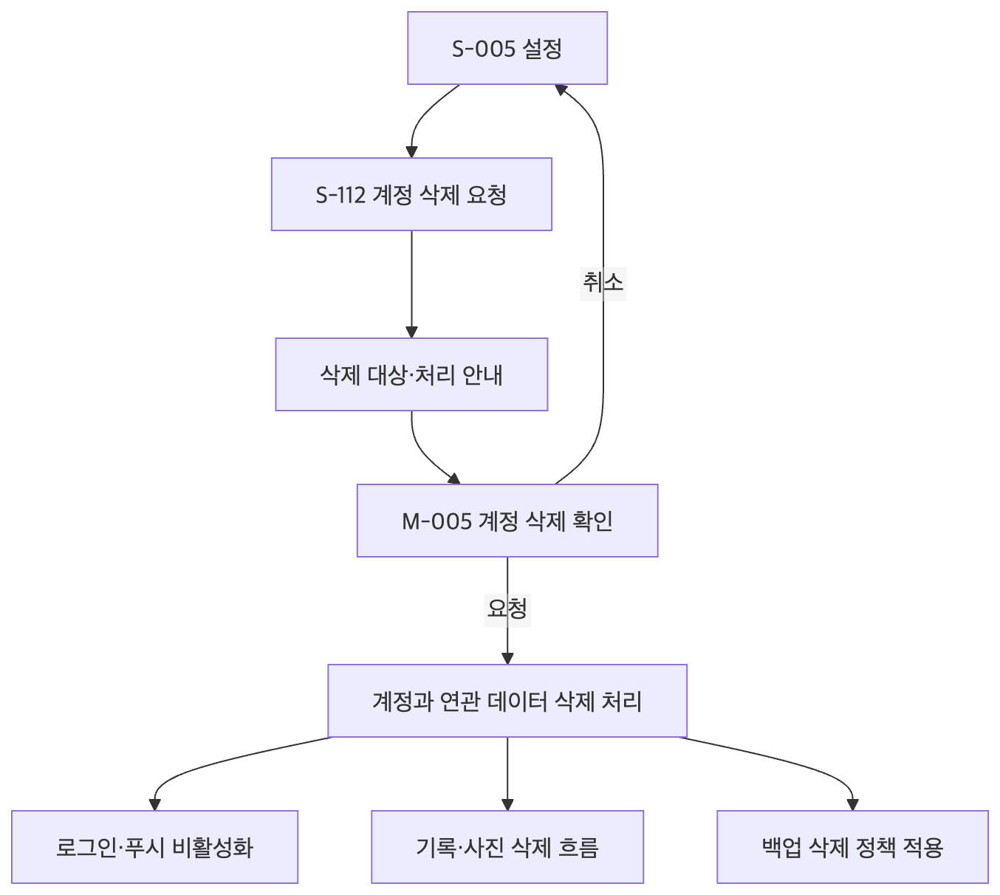 S-005 설정
S-112 계정 삭제 요청
취소
삭제 대상·처리 안내
M-005 계정 삭제 확인
요청
계정과 연관 데이터 삭제 처리
로그인·푸시 비활성화
기록·사진 삭제 흐름
백업 삭제 정책 적용